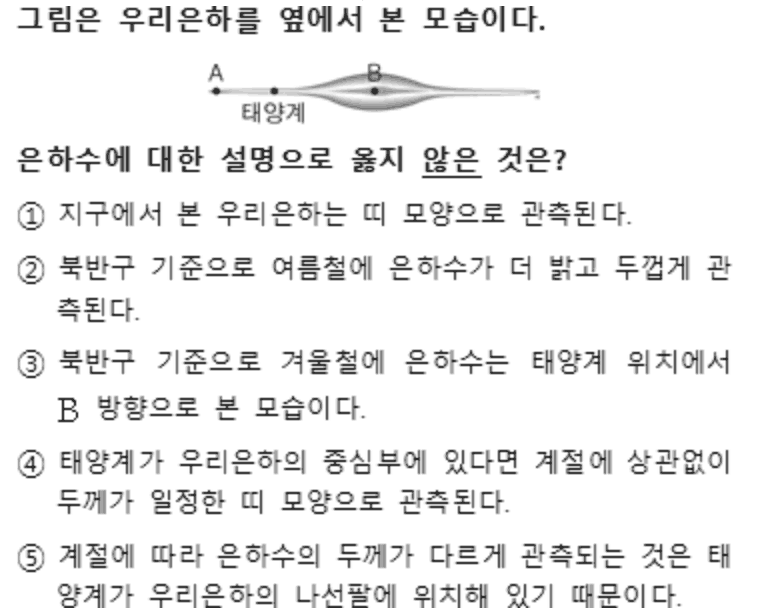 그림은 우리은하를 옆에서 본 모습이다.
A
B
태양계
은하수에 대한 설명으로 옳지 않은 것은?
① 지구에서 본 우리은하는 띠 모양으로 관측된다.
② 북반구 기준으로 여름철에 은하수가 더 밝고 두껍게 관
측된다.
③ 북반구 기준으로 겨울철에 은하수는 태양계 위치에서
B 방향으로 본 모습이다.
④ 태양계가 우리은하의 중심부에 있다면 계절에 상관없이
두께가 일정한 띠 모양으로 관측된다.
⑤ 계절에 따라 은하수의 두께가 다르게 관측되는 것은 태
양계가 우리은하의 나선팔에 위치해 있기 때문이다.